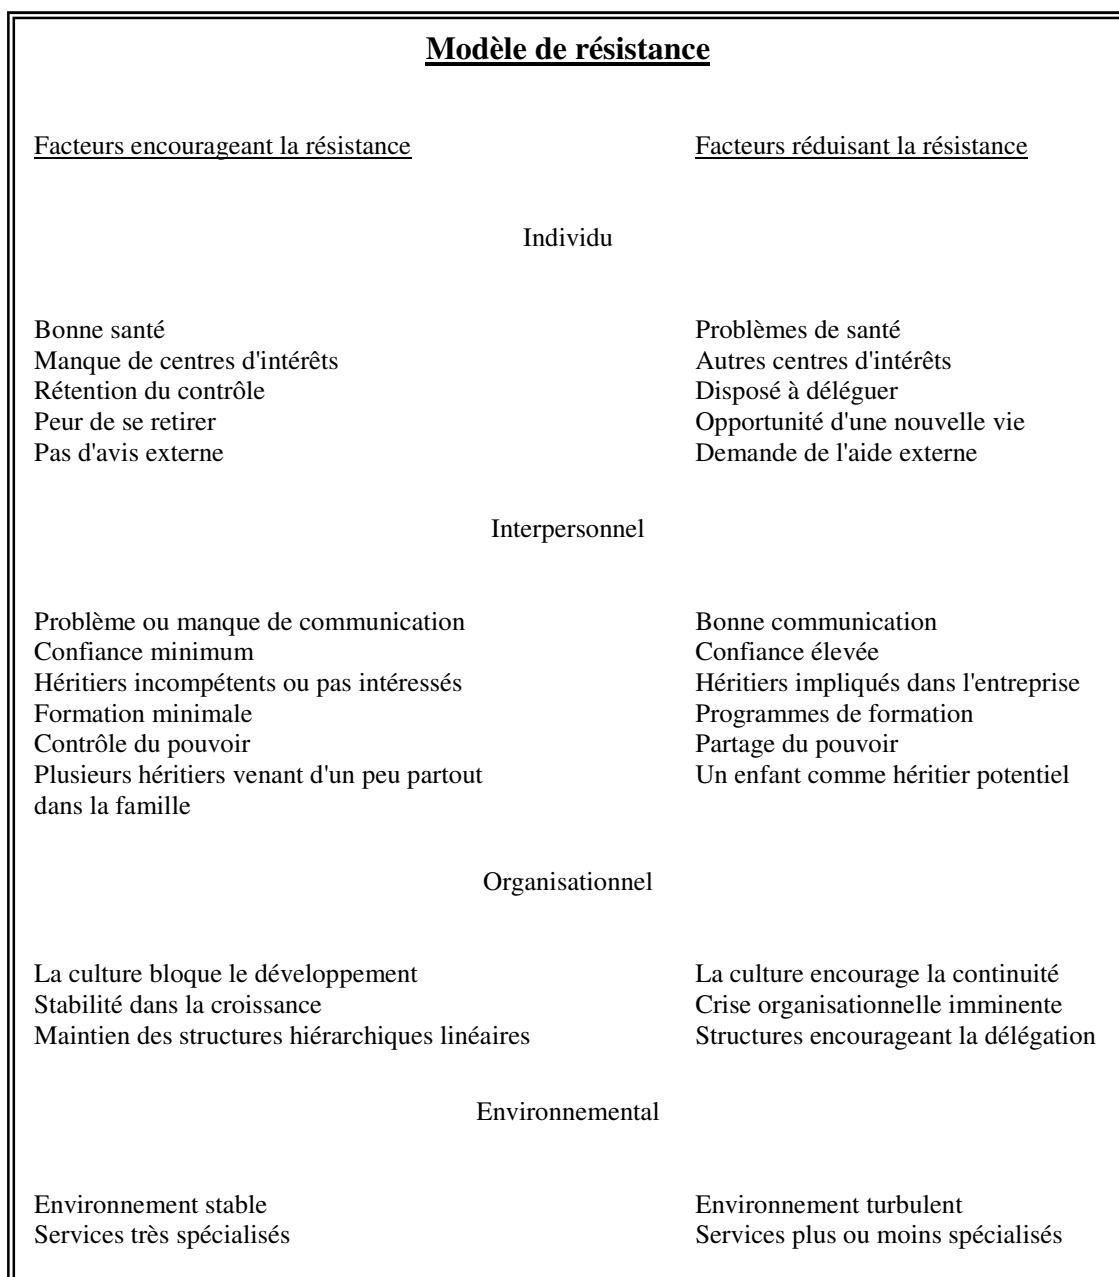 Modèle de résistance
Facteurs encourageant la résistance Facteurs réduisant la résistance
Individu
Bonne santé Problèmes de santé
Manque de centres d'intérêts Autres centres d'intérêts
Rétention du contrôle Disposé à déléguer
Peur de se retirer Opportunité d'une nouvelle vie
Pas d'avis externe Demande de l'aide externe
Interpersonnel
Problème ou manque de communication Bonne communication
Confiance minimum Confiance élevée
Héritiers incompétents ou pas intéressés Héritiers impliqués dans l'entreprise
Formation minimale Programmes de formation
Contrôle du pouvoir Partage du pouvoir
Plusieurs héritiers venant d'un peu partout Un enfant comme héritier potentiel
dans la famille
Organisationnel
La culture bloque le développement La culture encourage la continuité
Stabilité dans la croissance Crise organisationnelle imminente
Maintien des structures hiérarchiques linéaires Structures encourageant la délégation
Environnemental
Environnement stable Environnement turbulent
Services très spécialisés Services plus ou moins spécialisés